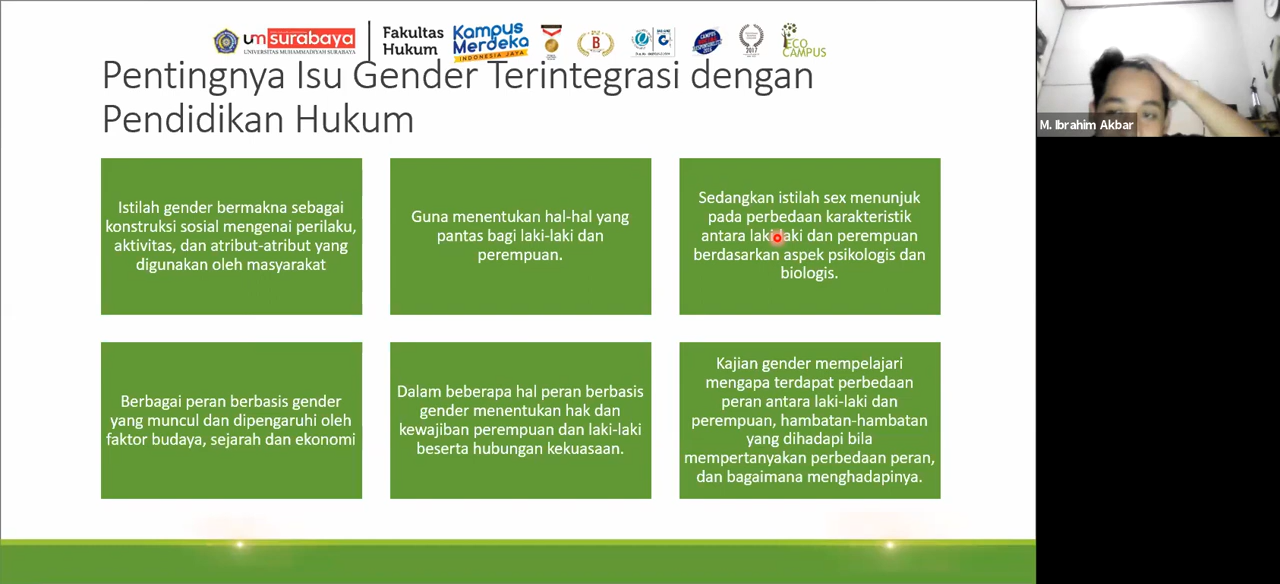 umsurabaya
UNIVERSITAS MUHAMMADIYAH SURABAYA
Fakultas
Hukum
Kampus
Merdeka
INDONESIA JAYA
B
2017
ECO
CAMPUS
Pentingnya Isu Gender Terintegrasi dengan
Pendidikan Hukum
M. Ibrahim Akbar
Istilah gender bermakna sebagai
konstruksi sosial mengenai perilaku,
aktivitas, dan atribut-atribut yang
digunakan oleh masyarakat
Guna menentukan hal-hal yang
pantas bagi laki-laki dan
perempuan.
Sedangkan istilah sex menunjuk
pada perbedaan karakteristik
antara laki-laki dan perempuan
berdasarkan aspek psikologis dan
biologis.
Berbagai peran berbasis gender
yang muncul dan dipengaruhi oleh
faktor budaya, sejarah dan ekonomi
Dalam beberapa hal peran berbasis
gender menentukan hak dan
kewajiban perempuan dan laki-laki
beserta hubungan kekuasaan.
Kajian gender mempelajari
mengapa terdapat perbedaan
peran antara laki-laki dan
perempuan, hambatan-hambatan
yang dihadapi bila
mempertanyakan perbedaan peran,
dan bagaimana menghadapinya.